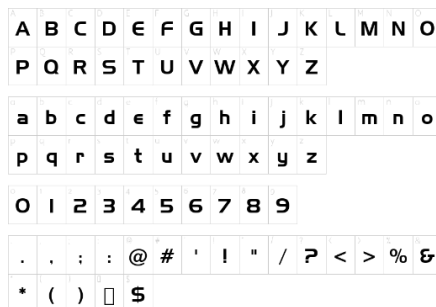 A B C D E F G H I J K L M N O
P Q R S T U V W X Y Z
a b c d e f g h i j k l m n o
p q r s t u v w x y z
0 1 2 3 4 5 6 7 8 9
. , ; : @ # ' ! " / ? < > % &
* ( ) $